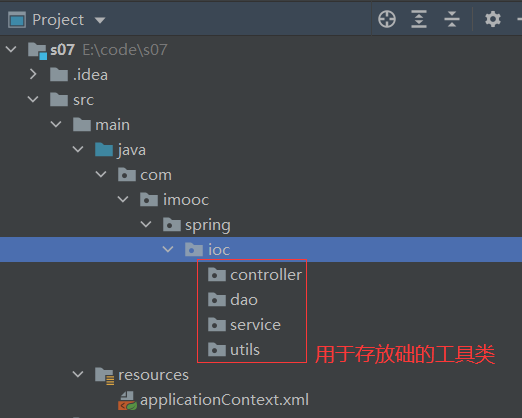 Project
s07 E:\code\s07
.idea
src
main
java
com
imooc
spring
ioc
controller
dao
service
utils
用于存放础的工具类
resources
applicationContext.xml